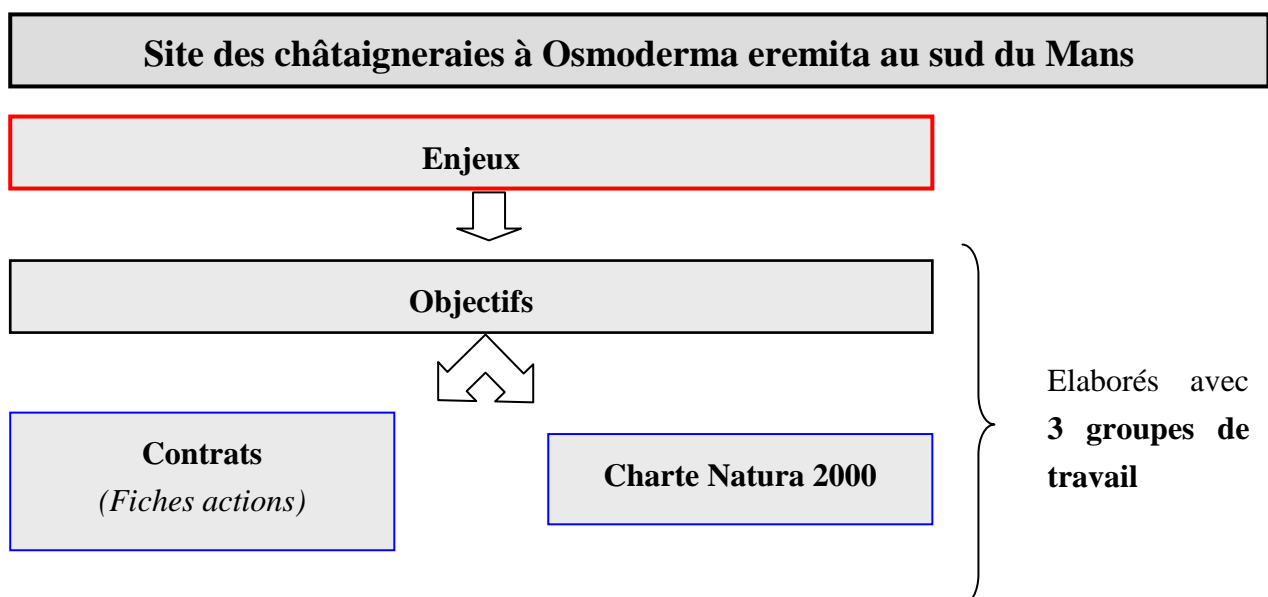 Site des châtaigneraies à Osmoderma eremita au sud du Mans
Enjeux
Objectifs
Contrats
(Fiches actions)
Charte Natura 2000
Elaborés avec
3 groupes de
travail